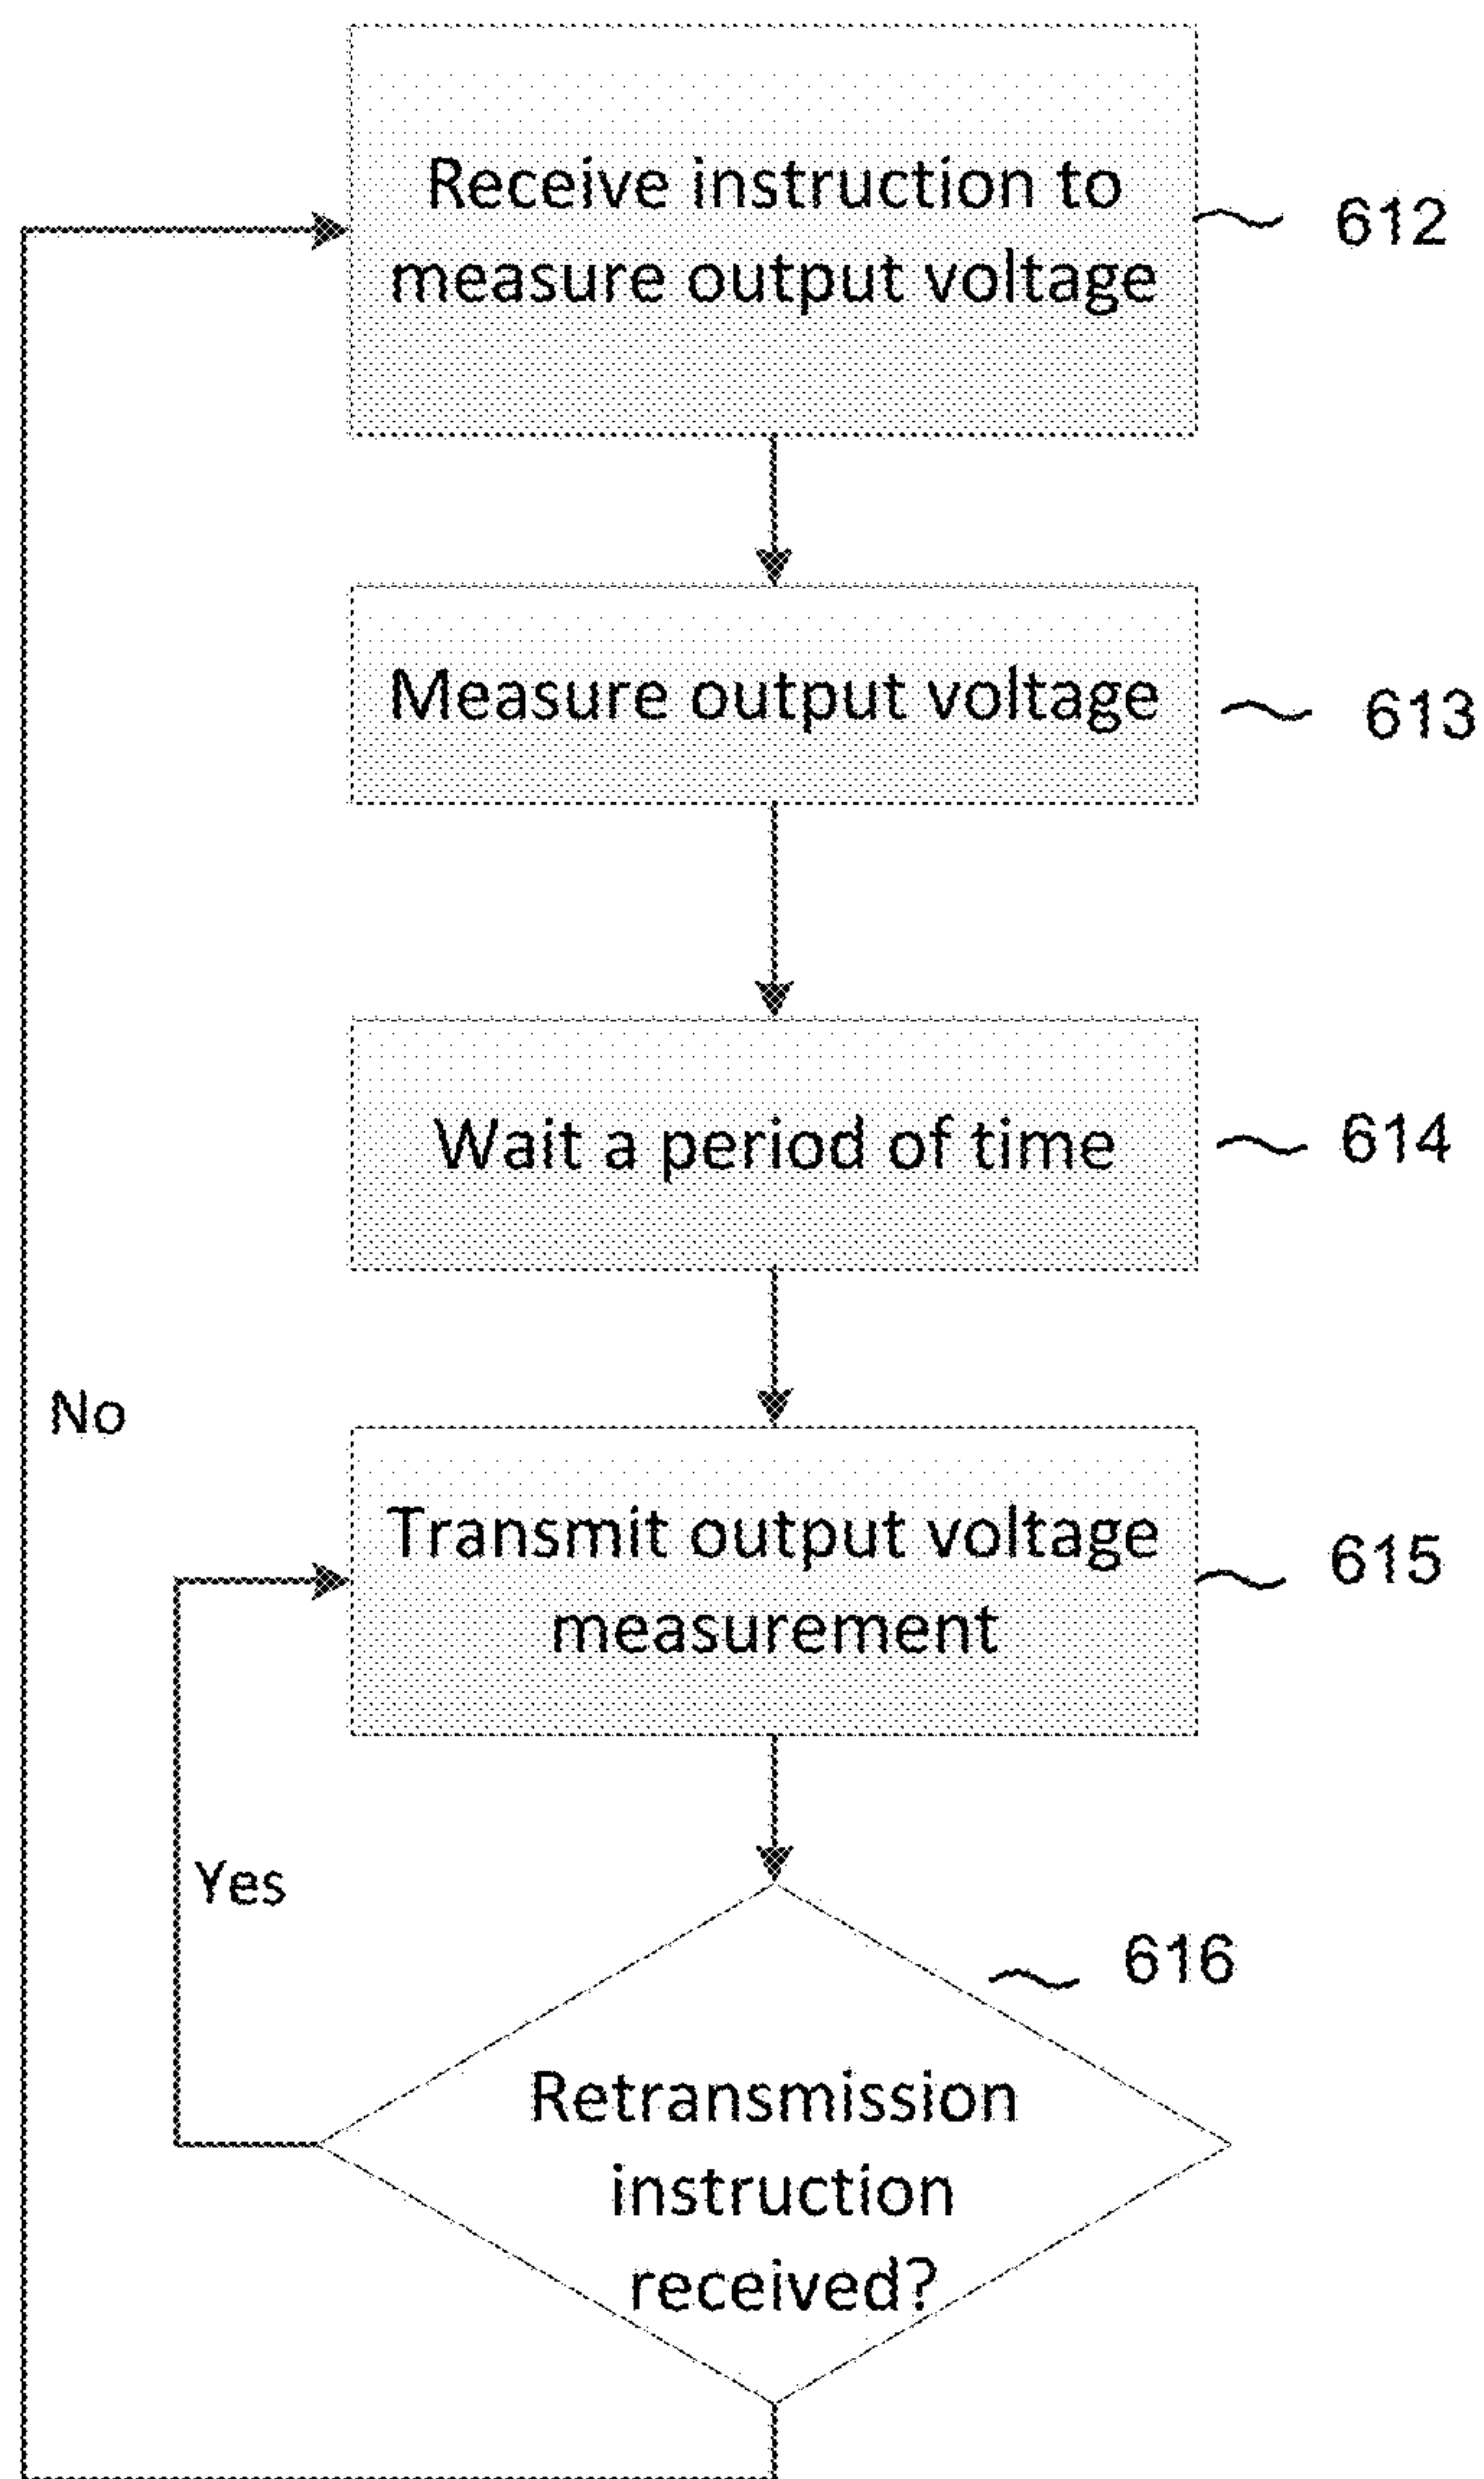 Receive instruction to
measure output voltage
612
Measure output voltage
613
Wait a period of time
614
No
Transmit output voltage
measurement
615
Yes
616
Retransmission
instruction
received?